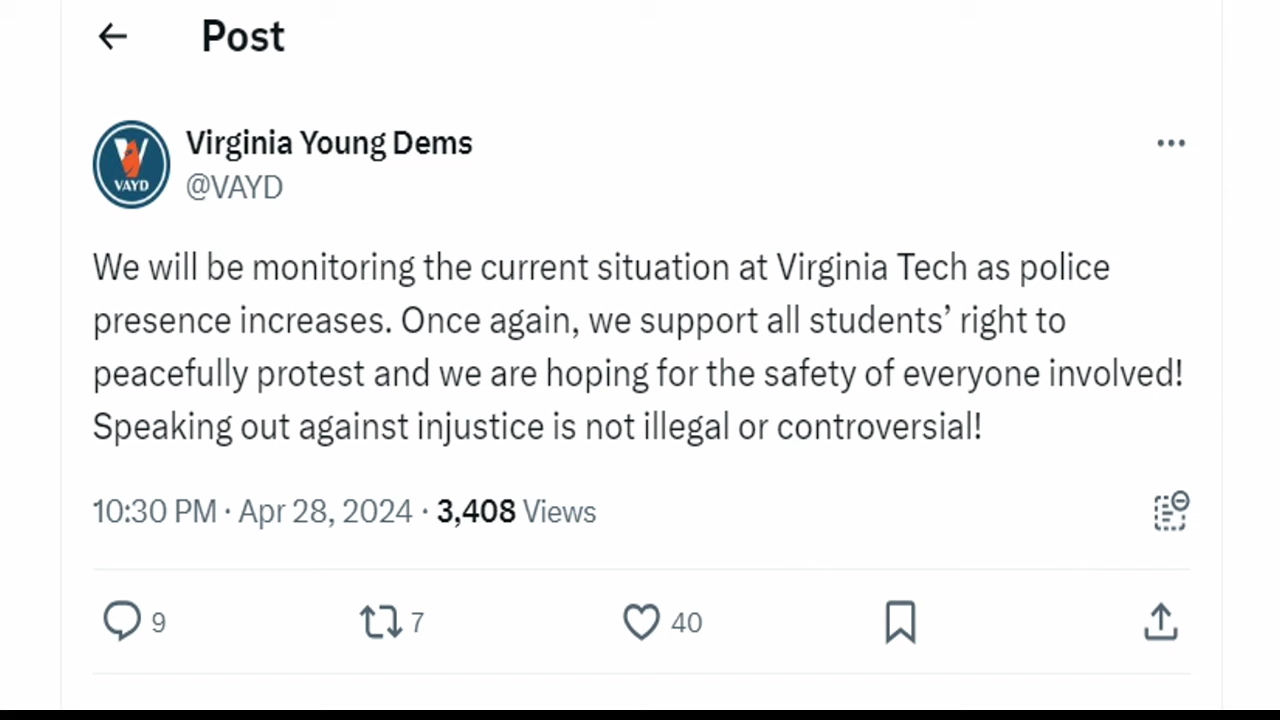 Post
Virginia Young Dems
VAYD
@VAYD
We will be monitoring the current situation at Virginia Tech as police
presence increases. Once again, we support all students’ right to
peacefully protest and we are hoping for the safety of everyone involved!
Speaking out against injustice is not illegal or controversial!
10:30 PM · Apr 28, 2024 · 3,408 Views
9 7 40